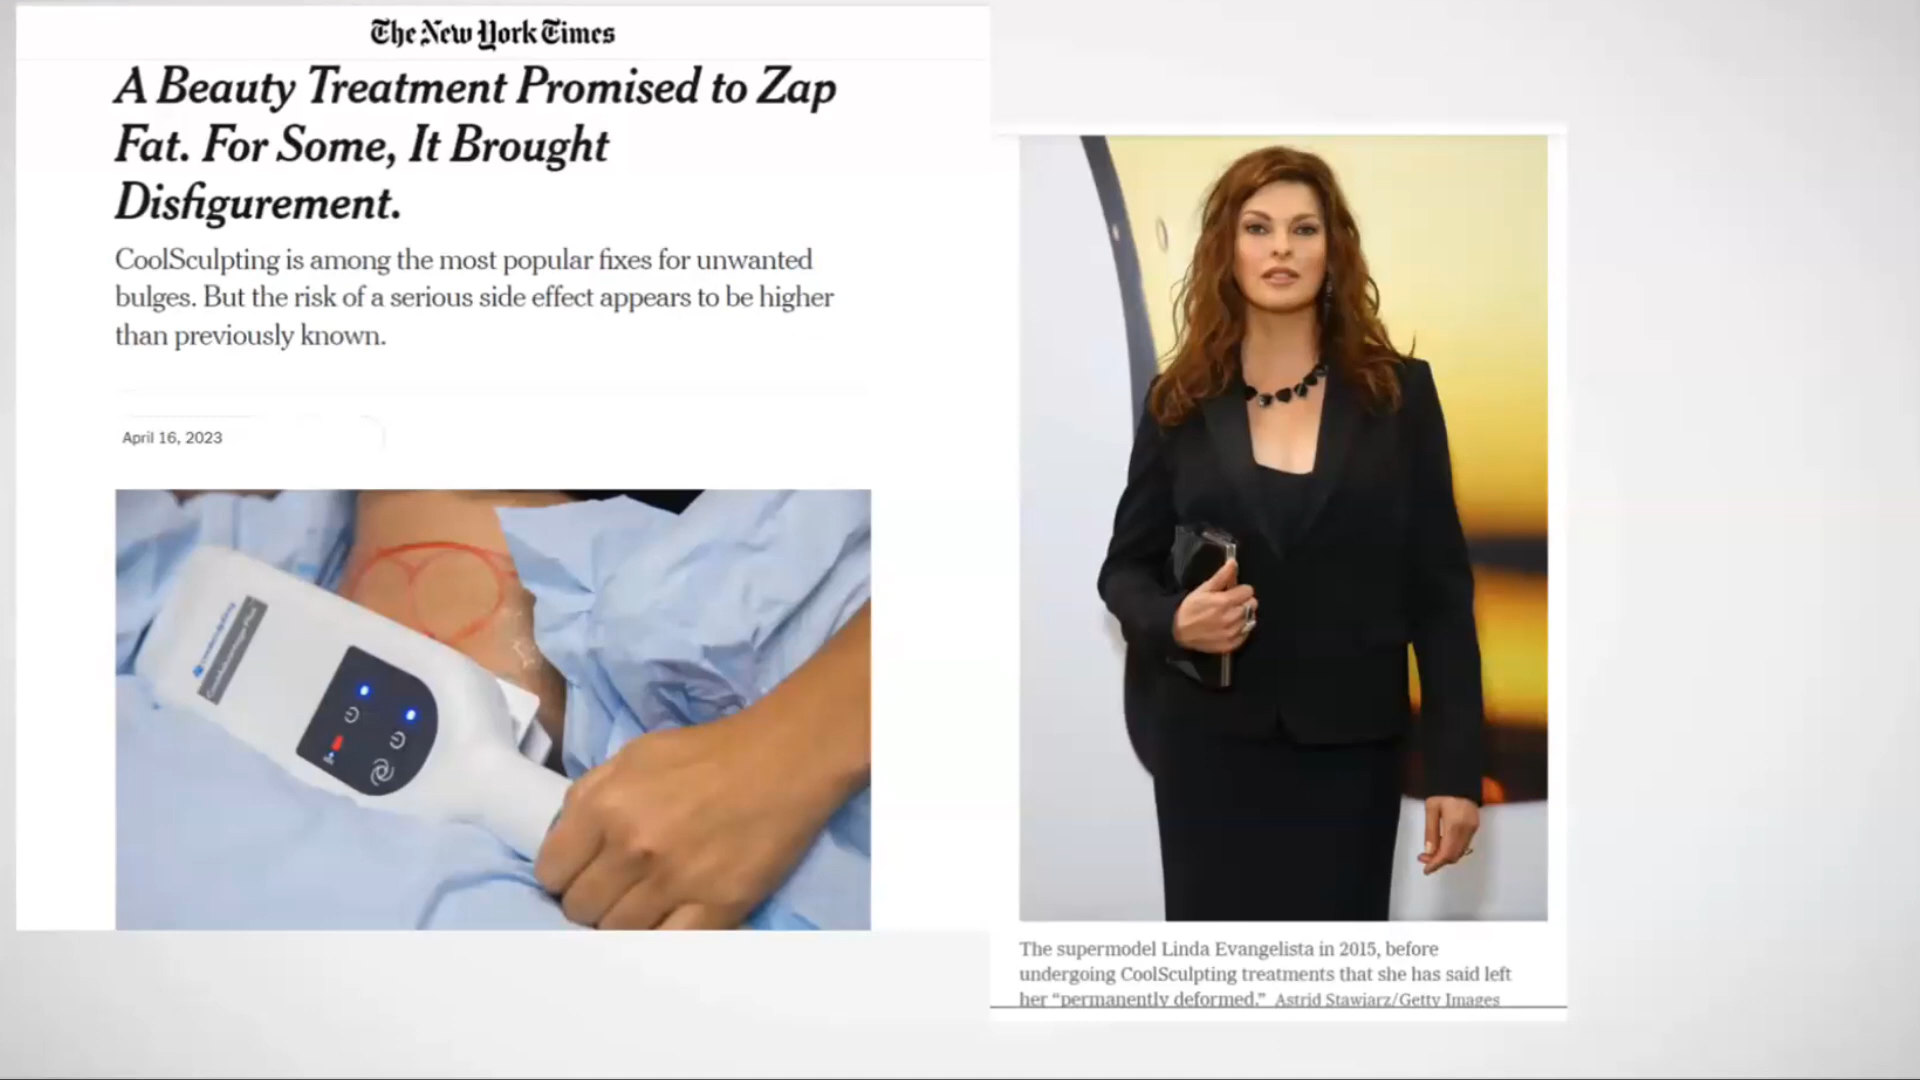 The New York Times
A Beauty Treatment Promised to Zap
Fat. For Some, It Brought
Disfigurement.
CoolSculpting is among the most popular fixes for unwanted
bulges. But the risk of a serious side effect appears to be higher
than previously known.
April 16, 2023
The supermodel Linda Evangelista in 2015, before
undergoing CoolSculpting treatments that she has said left
her “permanently deformed.” Astrid Stawiarz/Getty Images